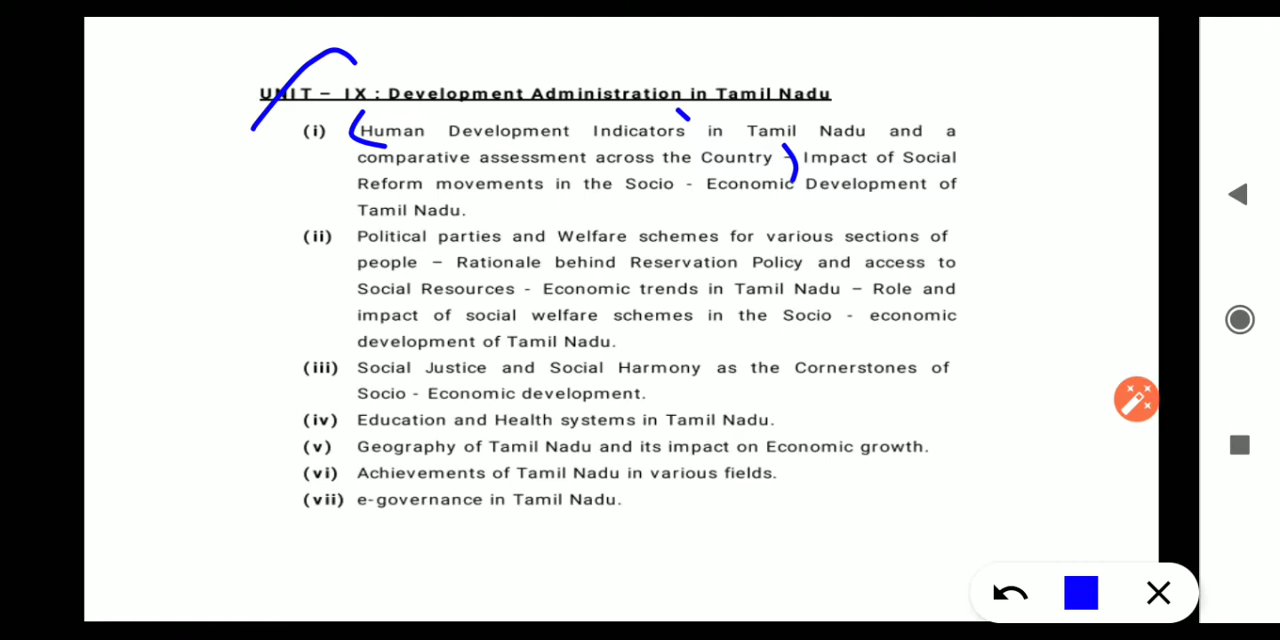 UNIT – IX : Development Administration in Tamil Nadu
(i) Human Development Indicators in Tamil Nadu and a
comparative assessment across the Country – Impact of Social
Reform movements in the Socio - Economic Development of
Tamil Nadu.
(ii) Political parties and Welfare schemes for various sections of
people – Rationale behind Reservation Policy and access to
Social Resources - Economic trends in Tamil Nadu – Role and
impact of social welfare schemes in the Socio - economic
development of Tamil Nadu.
(iii) Social Justice and Social Harmony as the Cornerstones of
Socio - Economic development.
(iv) Education and Health systems in Tamil Nadu.
(v) Geography of Tamil Nadu and its impact on Economic growth.
(vi) Achievements of Tamil Nadu in various fields.
(vii) e-governance in Tamil Nadu.